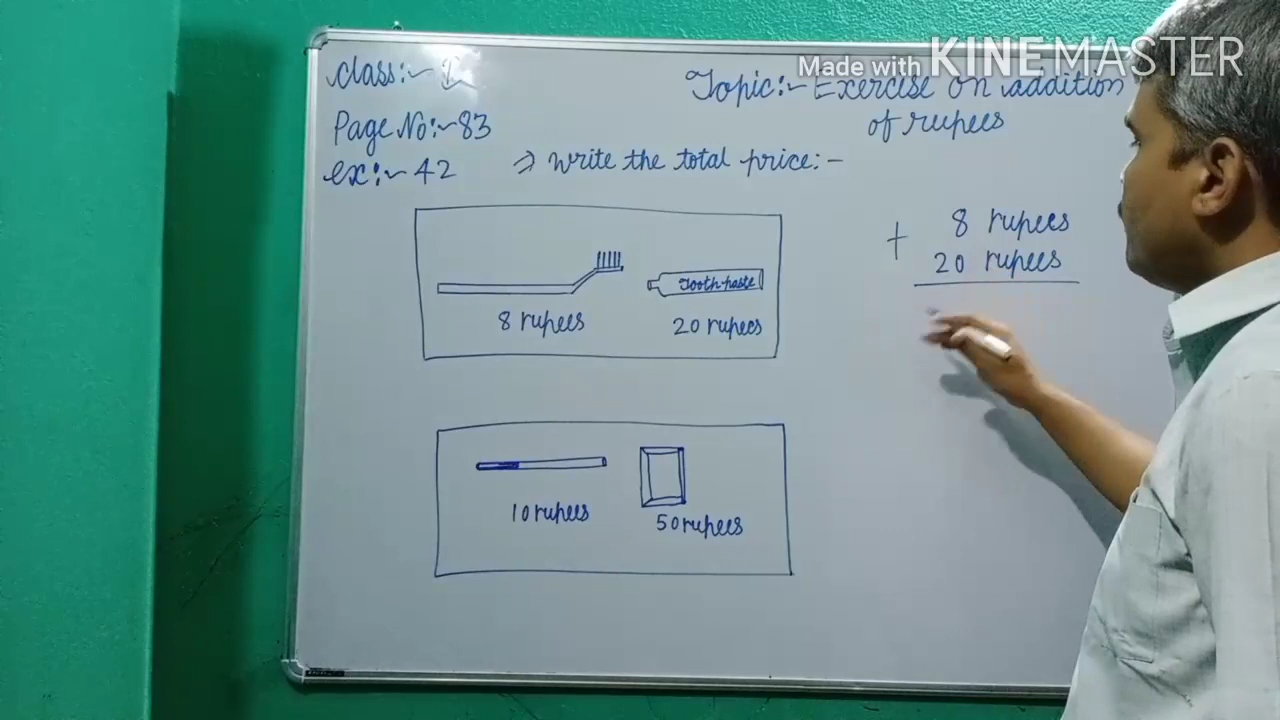 Made with KINEMASTER
Class:-
Topic:- Exercise on addition
of rupees
Page No:- 83
ex:- 42
⇒ Write the total price:-
8 rupees
+ 20 rupees
Tooth paste
8 rupees
20 rupees
10 rupees
50 rupees